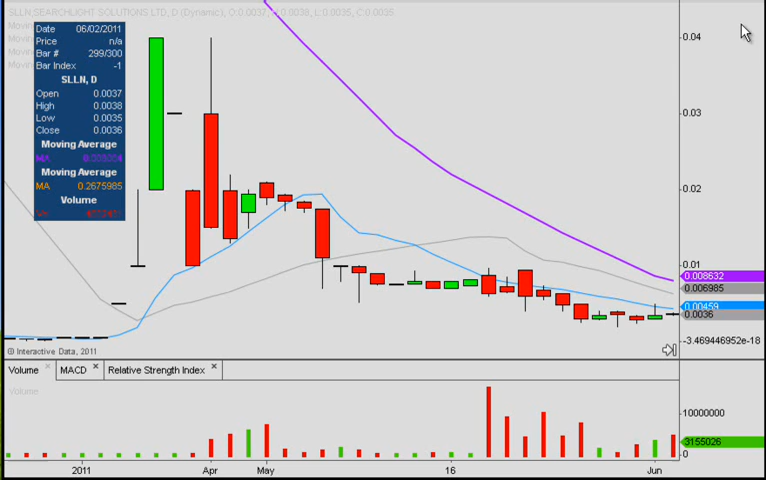 SLLN,SEARCHLIGHT SOLUTIONS LTD, D (Dynamic), O:0.0037, H:0.0038, L:0.0035, C:0.0035
Date 06/02/2011
Price n/a
Bar # 299/300
Bar Index -1
SLLN, D
Open 0.0037
High 0.0038
Low 0.0035
Close 0.0036
Moving Average
MA
Moving Average
MA 0.2675985
Volume
0.04
0.03
0.02
0.01
0.008632
0.006985
0.00459
0.0036
-3.469446952e-18
© Interactive Data, 2011
Volume × MACD × Relative Strength Index ×
Volume
10000000
3155026
0
2011 Apr May 16 Jun